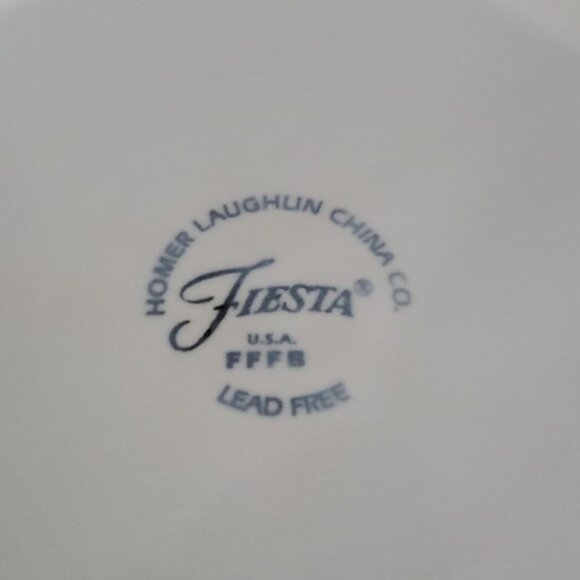 HOMER LAUGHLIN CHINA CO.
FIESTA®
U.S.A.
FFFB
LEAD FREE